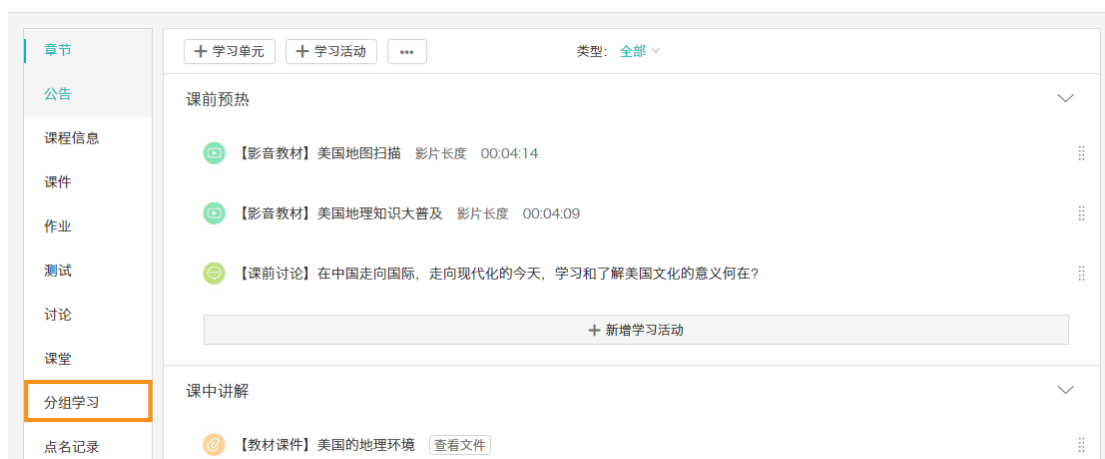 章节
公告
课程信息
课件
作业
测试
讨论
课堂
分组学习
点名记录
+ 学习单元 + 学习活动 ••• 类型: 全部
课前预热
【影音教材】美国地图扫描 影片长度 00:04:14
【影音教材】美国地理知识大普及 影片长度 00:04:09
【课前讨论】在中国走向国际，走向现代化的今天，学习和了解美国文化的意义何在?
+ 新增学习活动
课中讲解
【教材课件】美国的地理环境 查看文件